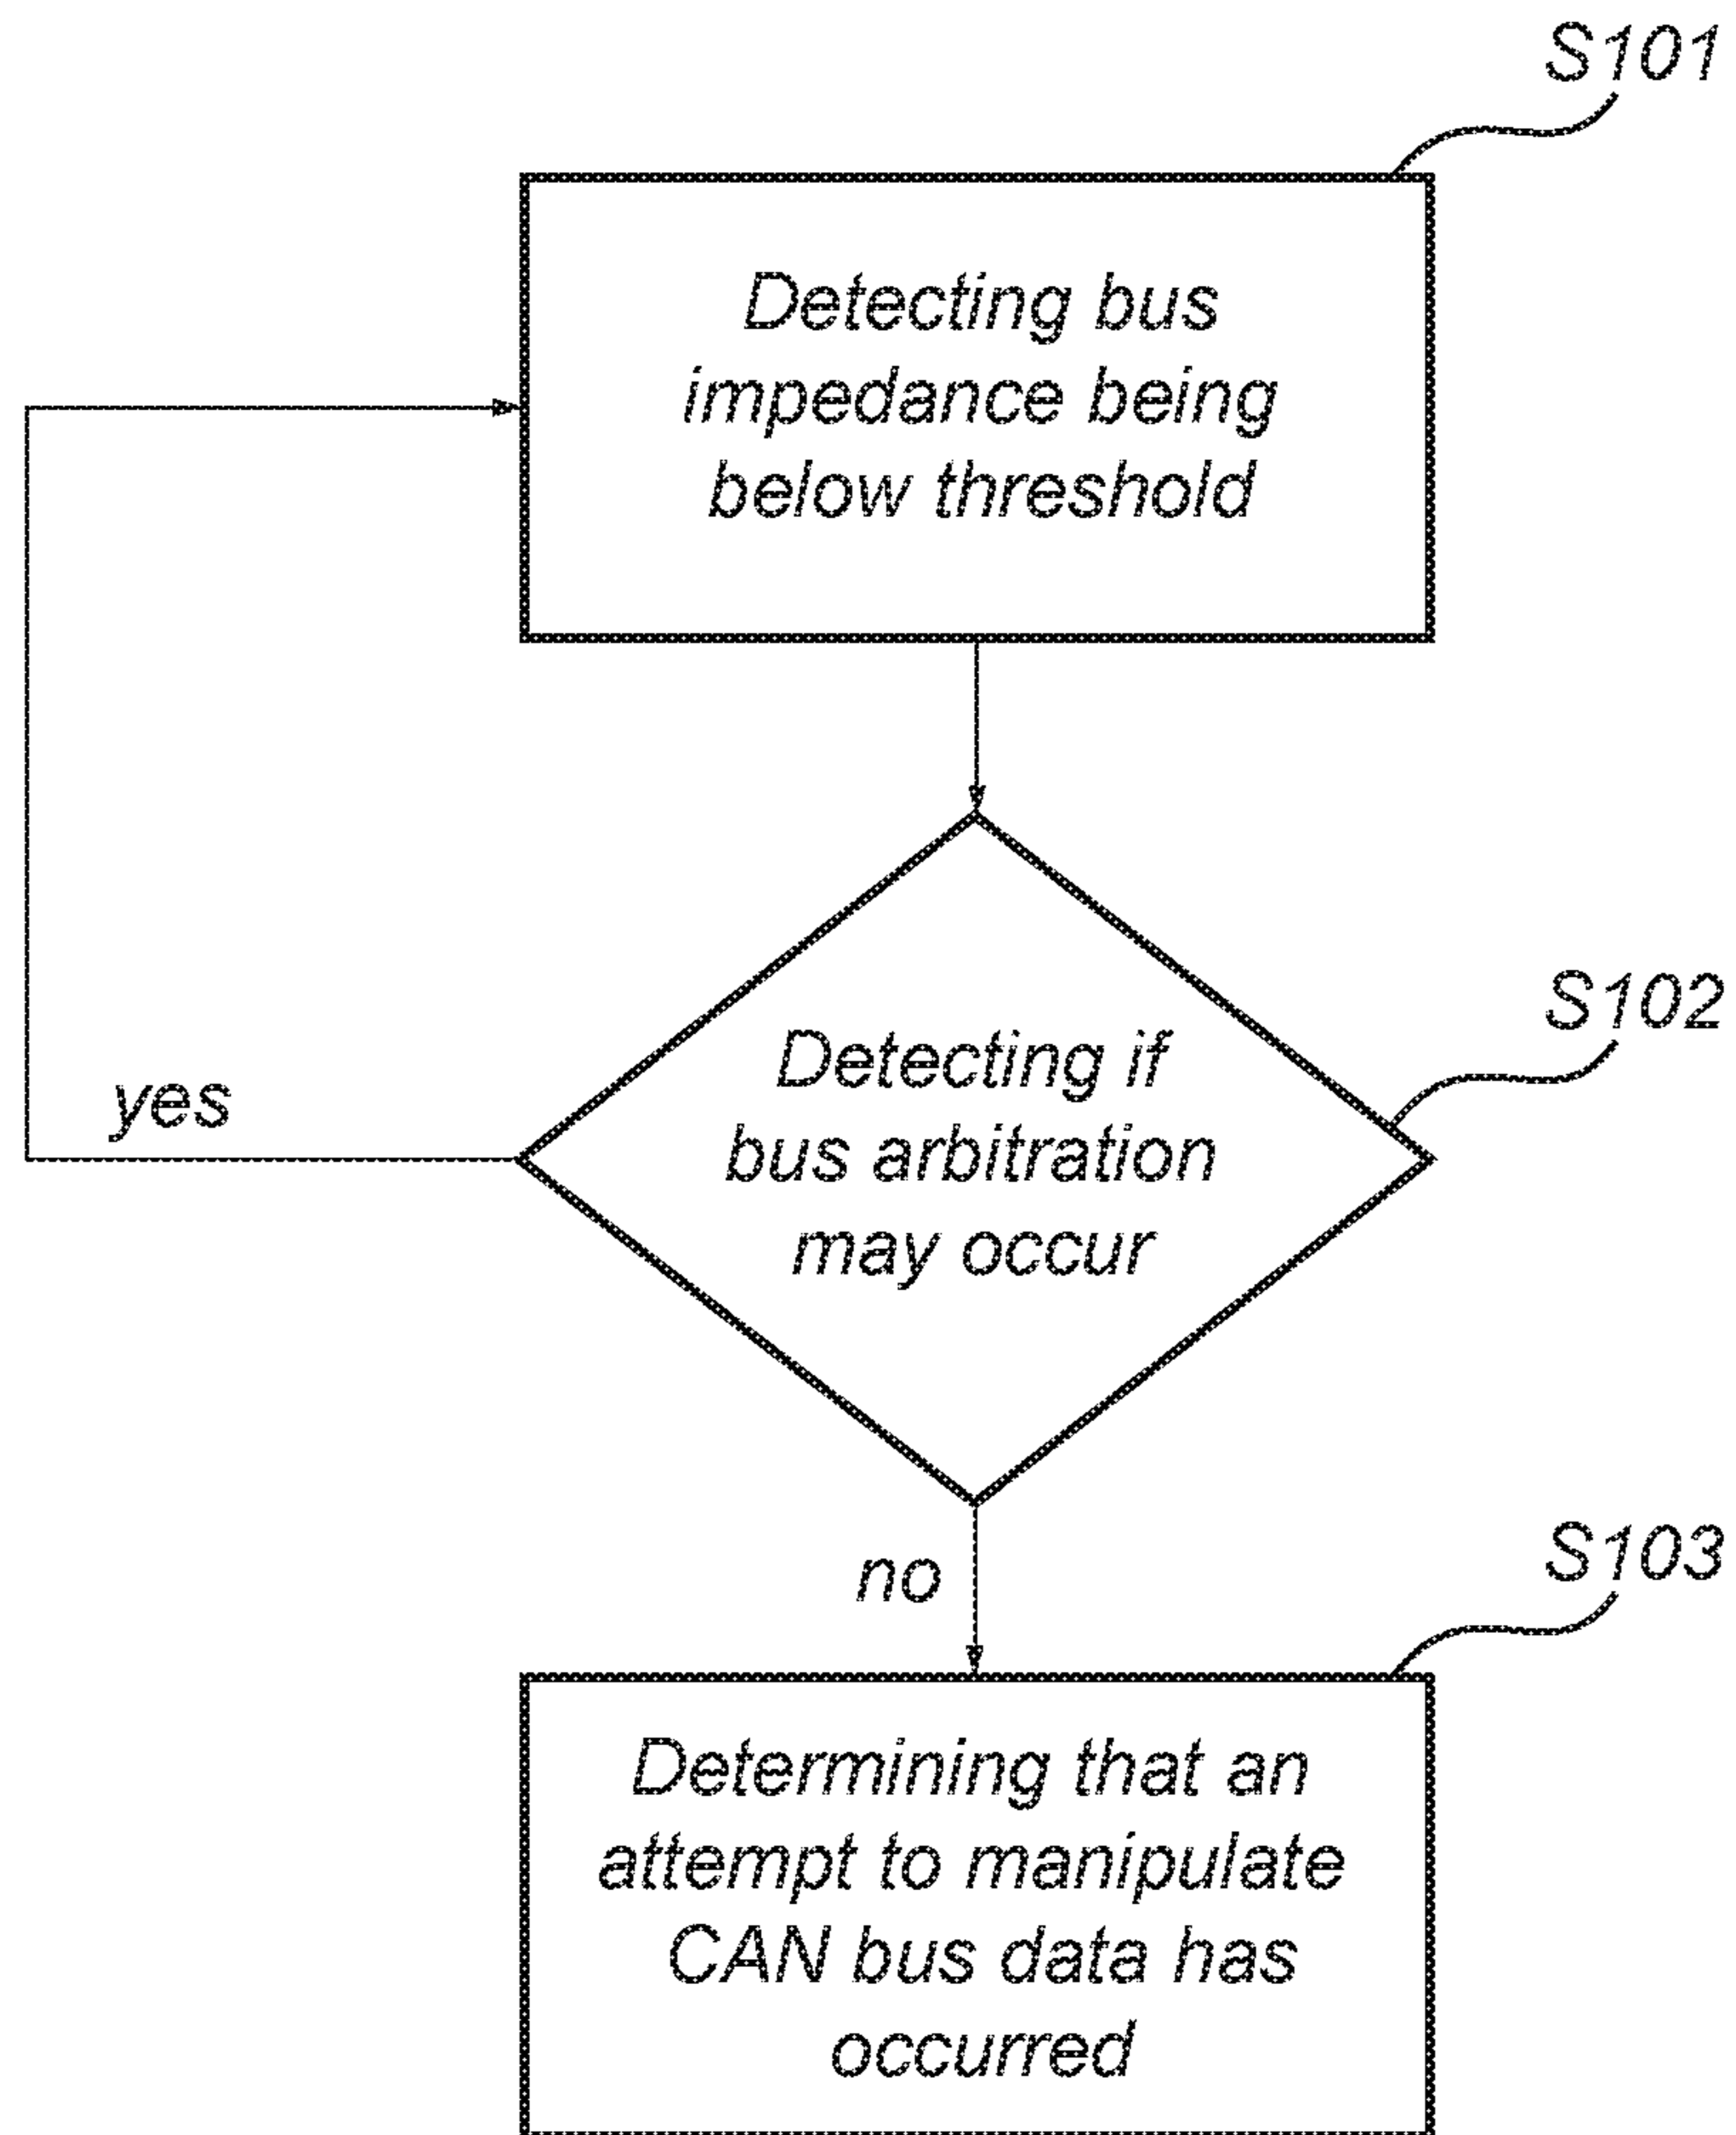 S101
Detecting bus
impedance being
below threshold
S102
Detecting if
bus arbitration
may occur
yes
no
S103
Determining that an
attempt to manipulate
CAN bus data has
occurred